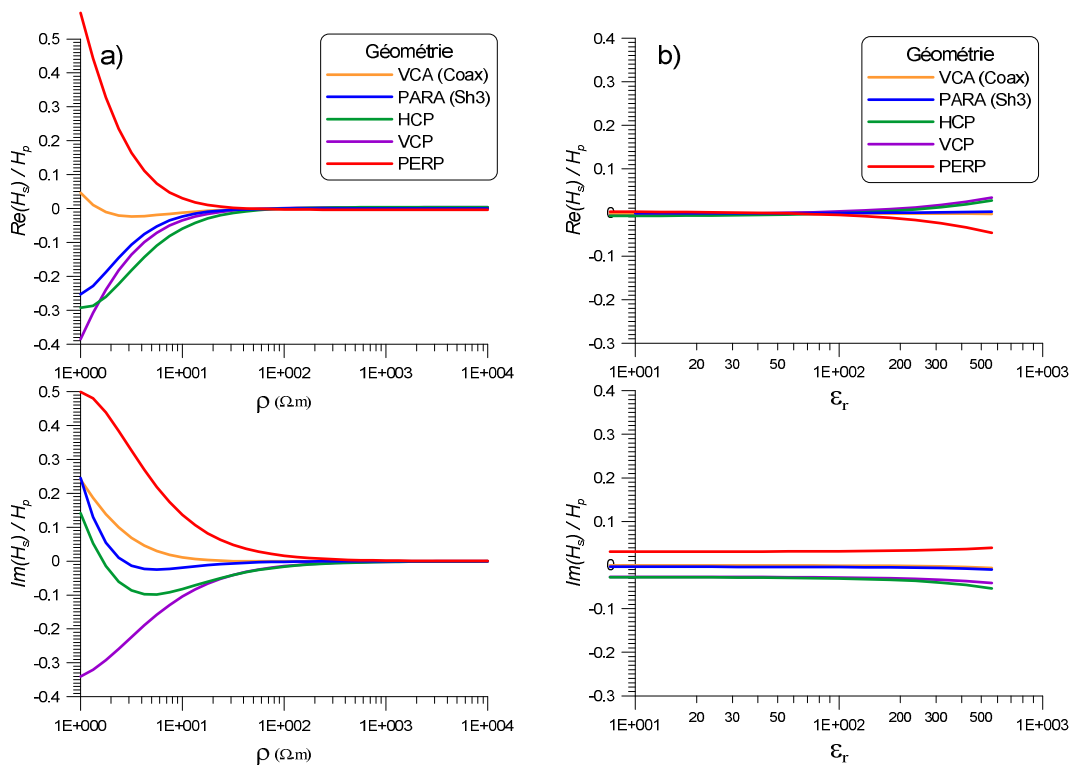 a)
Géométrie
VCA (Coax)
PARA (Sh3)
HCP
VCP
PERP
0.5
0.4
0.3
0.2
0.1
0
-0.1
-0.2
-0.3
-0.4
Re(Hs) / Hp
1E+000 1E+001 1E+002 1E+003 1E+004
ρ (Ωm)
b)
Géométrie
VCA (Coax)
PARA (Sh3)
HCP
VCP
PERP
0.4
0.3
0.2
0.1
0
-0.1
-0.2
-0.3
Re(Hs) / Hp
1E+001 20 30 50 1E+002 200 300 500 1E+003
εr
0.5
0.4
0.3
0.2
0.1
0
-0.1
-0.2
-0.3
-0.4
Im(Hs) / Hp
1E+000 1E+001 1E+002 1E+003 1E+004
ρ (Ωm)
0.4
0.3
0.2
0.1
0
-0.1
-0.2
-0.3
Im(Hs) / Hp
1E+001 20 30 50 1E+002 200 300 500 1E+003
εr